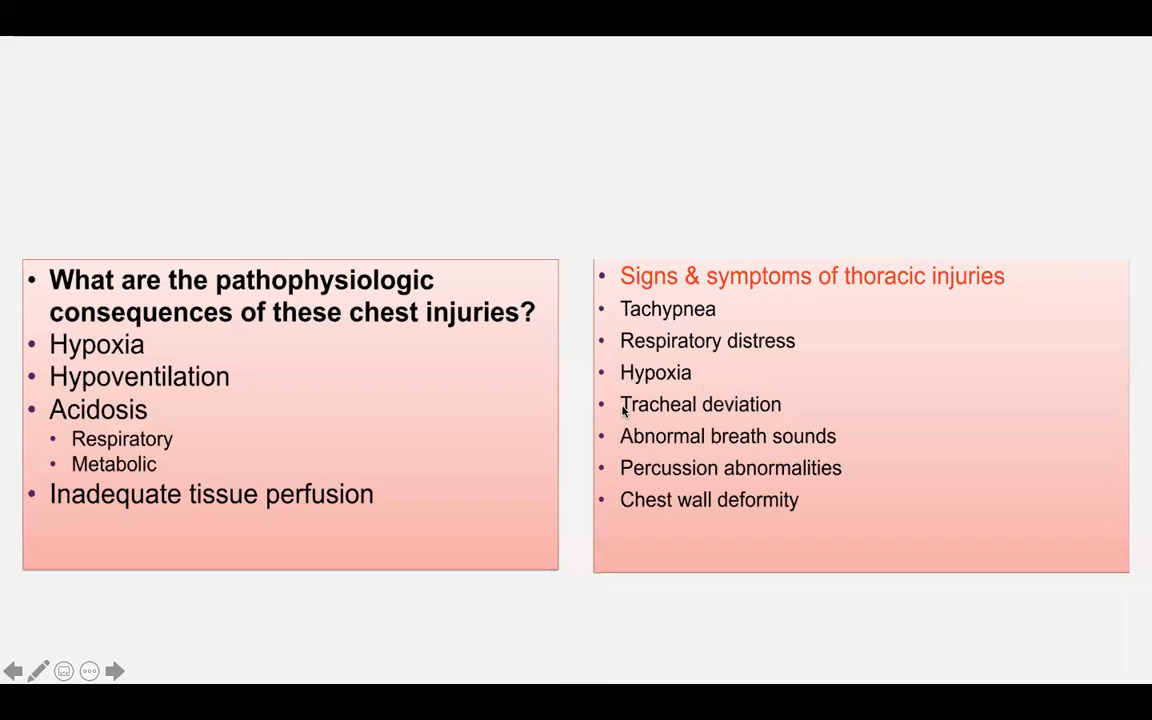 • What are the pathophysiologic
consequences of these chest injuries?
• Hypoxia
• Hypoventilation
• Acidosis
• Respiratory
• Metabolic
• Inadequate tissue perfusion
• Signs & symptoms of thoracic injuries
• Tachypnea
• Respiratory distress
• Hypoxia
• Tracheal deviation
• Abnormal breath sounds
• Percussion abnormalities
• Chest wall deformity